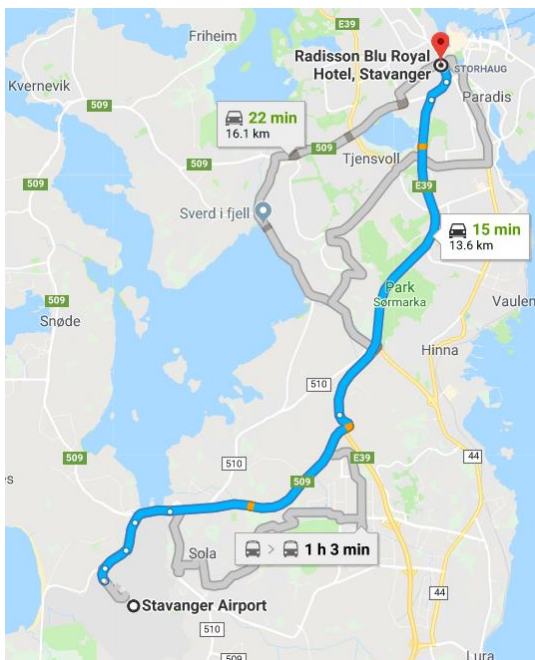 Friheim
E39
Radisson Blu Royal
Hotel, Stavanger
STORHAUG
Kvernevik
509
Paradis
22 min
16.1 km
509
Tjensvoll
E39
Sverd i fjell
15 min
13.6 km
509
Park
Sørmarka
Vaulen
Snøde
Hinna
510
509
510
E39
44
509
s
Sola
1 h 3 min
Stavanger Airport
44
510
509
Lura